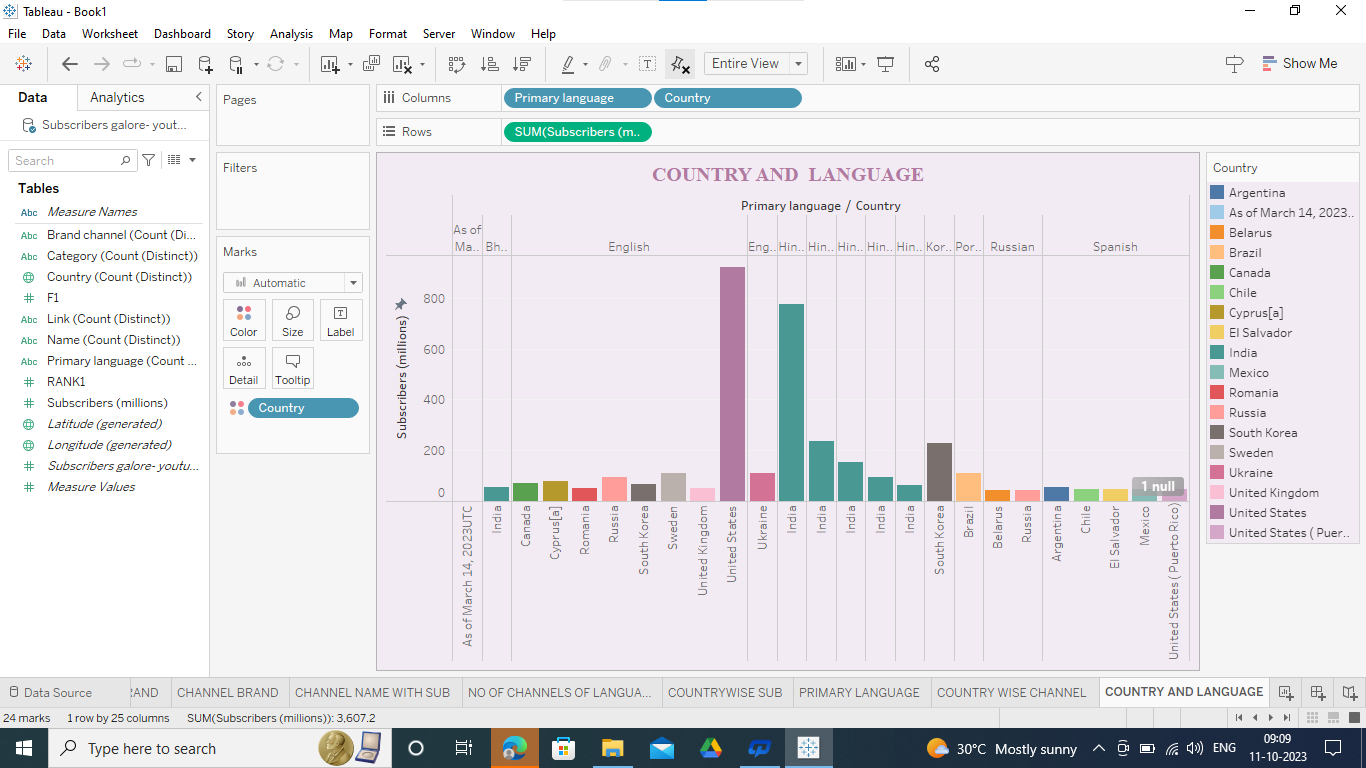 Tableau - Book1
File Data Worksheet Dashboard Story Analysis Map Format Server Window Help
Entire View
Show Me
Data Analytics
Subscribers galore- yout...
Search
Tables
Abc Measure Names
Abc Brand channel (Count (Di...
Abc Category (Count (Distinct))
Country (Count (Distinct))
# F1
Abc Link (Count (Distinct))
Abc Name (Count (Distinct))
Abc Primary language (Count ...
# RANK1
# Subscribers (millions)
Latitude (generated)
Longitude (generated)
# Subscribers galore- youtu...
# Measure Values
Pages
Filters
Marks
Automatic
Color Size Label
Detail Tooltip
Country
Columns Primary language Country
Rows SUM(Subscribers (m..
COUNTRY AND LANGUAGE
Primary language / Country
As of
Ma.. Bh.. English Eng.. Hin.. Hin.. Hin.. Hin.. Hin.. Kor.. Por.. Russian Spanish
Subscribers (millions)
800
600
400
200
0
1 null
As of March 14, 2023UTC
India
Canada
Cyprus[a]
Romania
Russia
South Korea
Sweden
United Kingdom
United States
Ukraine
India
India
India
India
India
South Korea
Brazil
Belarus
Russia
Argentina
Chile
El Salvador
Mexico
United States ( Puerto Rico)
Country
Argentina
As of March 14, 2023..
Belarus
Brazil
Canada
Chile
Cyprus[a]
El Salvador
India
Mexico
Romania
Russia
South Korea
Sweden
Ukraine
United Kingdom
United States
United States ( Puer..
Data Source RAND CHANNEL BRAND CHANNEL NAME WITH SUB NO OF CHANNELS OF LANGUA... COUNTRYWISE SUB PRIMARY LANGUAGE COUNTRY WISE CHANNEL COUNTRY AND LANGUAGE
24 marks 1 row by 25 columns SUM(Subscribers (millions)): 3,607.2
Type here to search
30°C Mostly sunny
ENG
09:09
11-10-2023